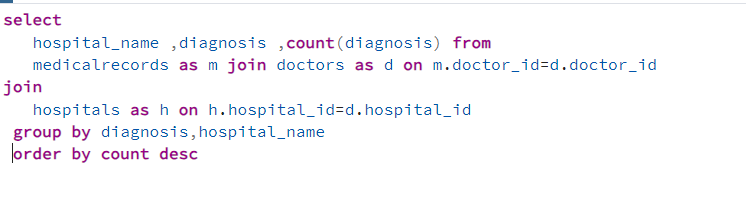 select
hospital_name ,diagnosis ,count(diagnosis) from
medicalrecords as m join doctors as d on m.doctor_id=d.doctor_id
join
hospitals as h on h.hospital_id=d.hospital_id
group by diagnosis,hospital_name
order by count desc